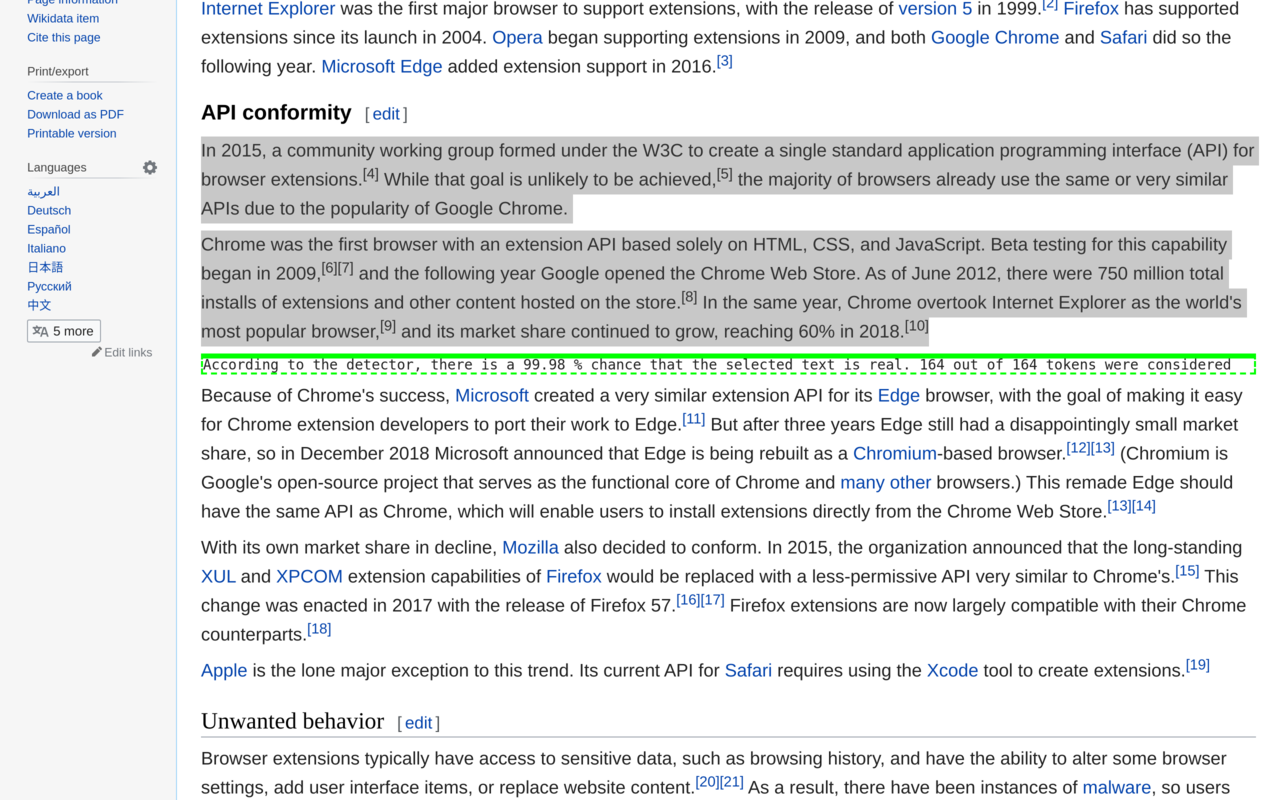 Page information
Wikidata item
Cite this page
Print/export
Create a book
Download as PDF
Printable version
Languages
العربية
Deutsch
Español
Italiano
日本語
Русский
中文
5 more
Edit links
Internet Explorer was the first major browser to support extensions, with the release of version 5 in 1999.[2] Firefox has supported
extensions since its launch in 2004. Opera began supporting extensions in 2009, and both Google Chrome and Safari did so the
following year. Microsoft Edge added extension support in 2016.[3]
API conformity [ edit ]
In 2015, a community working group formed under the W3C to create a single standard application programming interface (API) for
browser extensions.[4] While that goal is unlikely to be achieved,[5] the majority of browsers already use the same or very similar
APIs due to the popularity of Google Chrome.
Chrome was the first browser with an extension API based solely on HTML, CSS, and JavaScript. Beta testing for this capability
began in 2009,[6][7] and the following year Google opened the Chrome Web Store. As of June 2012, there were 750 million total
installs of extensions and other content hosted on the store.[8] In the same year, Chrome overtook Internet Explorer as the world's
most popular browser,[9] and its market share continued to grow, reaching 60% in 2018.[10]
According to the detector, there is a 99.98 % chance that the selected text is real. 164 out of 164 tokens were considered
Because of Chrome's success, Microsoft created a very similar extension API for its Edge browser, with the goal of making it easy
for Chrome extension developers to port their work to Edge.[11] But after three years Edge still had a disappointingly small market
share, so in December 2018 Microsoft announced that Edge is being rebuilt as a Chromium-based browser.[12][13] (Chromium is
Google's open-source project that serves as the functional core of Chrome and many other browsers.) This remade Edge should
have the same API as Chrome, which will enable users to install extensions directly from the Chrome Web Store.[13][14]
With its own market share in decline, Mozilla also decided to conform. In 2015, the organization announced that the long-standing
XUL and XPCOM extension capabilities of Firefox would be replaced with a less-permissive API very similar to Chrome's.[15] This
change was enacted in 2017 with the release of Firefox 57.[16][17] Firefox extensions are now largely compatible with their Chrome
counterparts.[18]
Apple is the lone major exception to this trend. Its current API for Safari requires using the Xcode tool to create extensions.[19]
Unwanted behavior [ edit ]
Browser extensions typically have access to sensitive data, such as browsing history, and have the ability to alter some browser
settings, add user interface items, or replace website content.[20][21] As a result, there have been instances of malware, so users